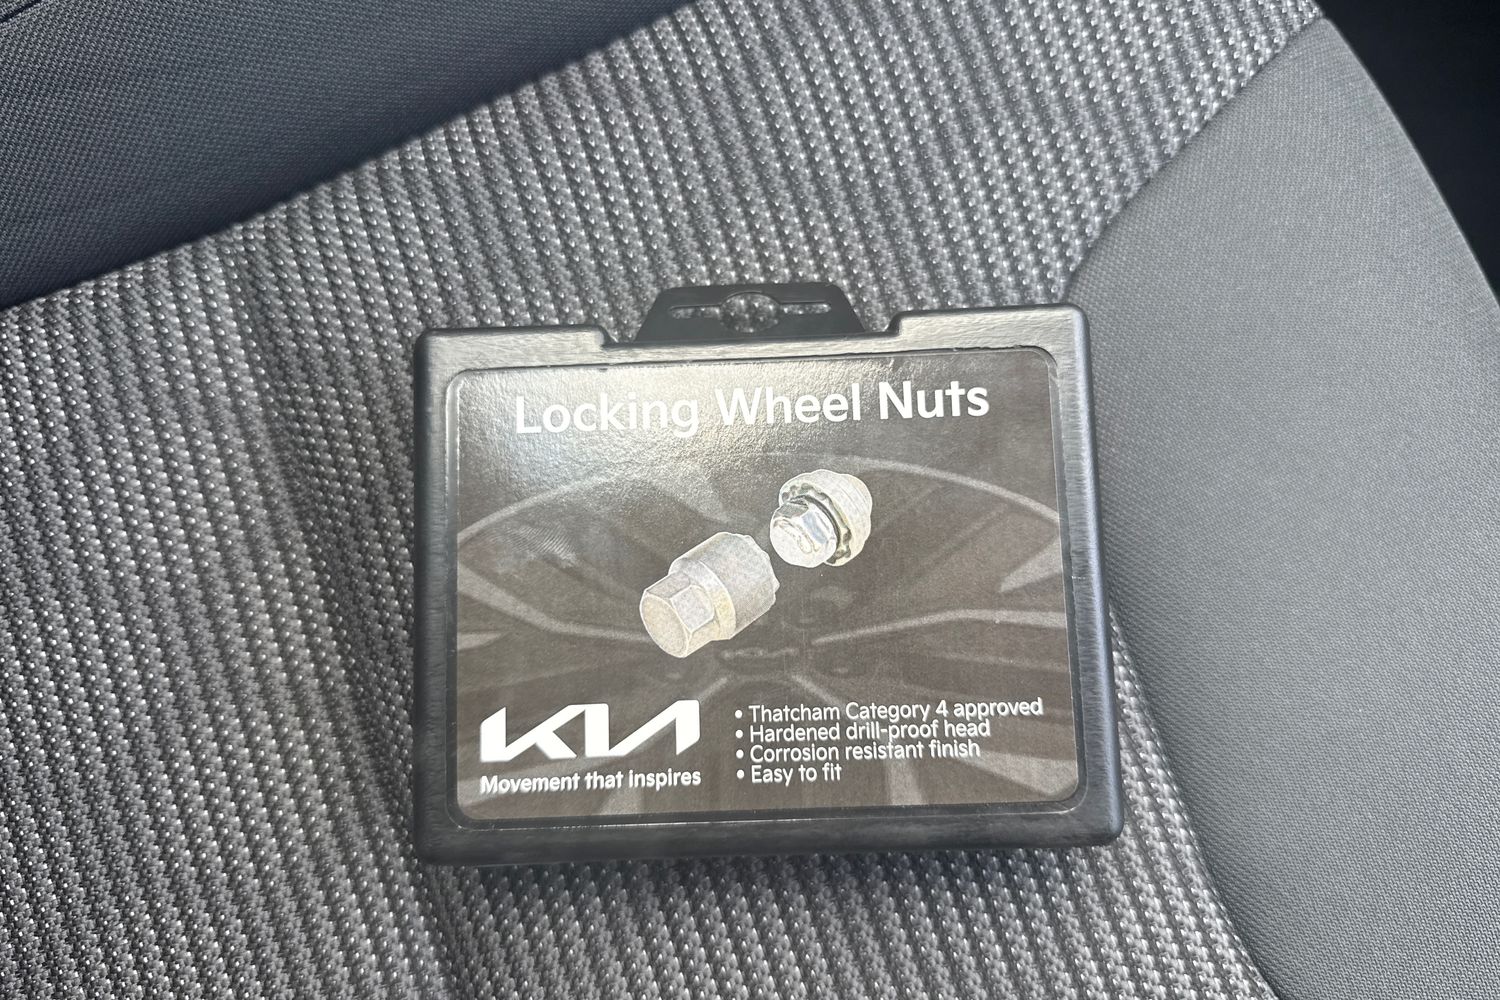 Locking Wheel Nuts
KIA
Movement that inspires
• Thatcham Category 4 approved
• Hardened drill-proof head
• Corrosion resistant finish
• Easy to fit